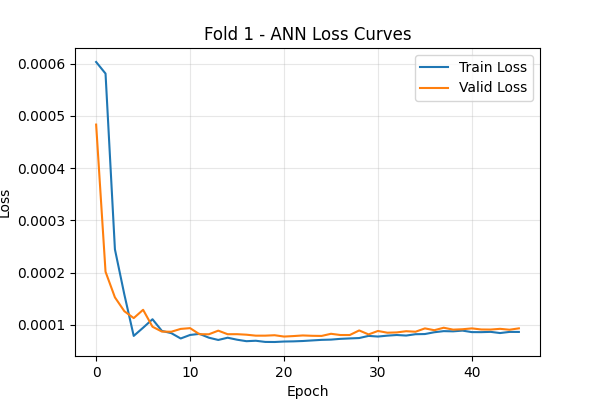 Fold 1 - ANN Loss Curves
Train Loss
Valid Loss
0.0006
0.0005
0.0004
0.0003
0.0002
0.0001
Loss
0 10 20 30 40
Epoch